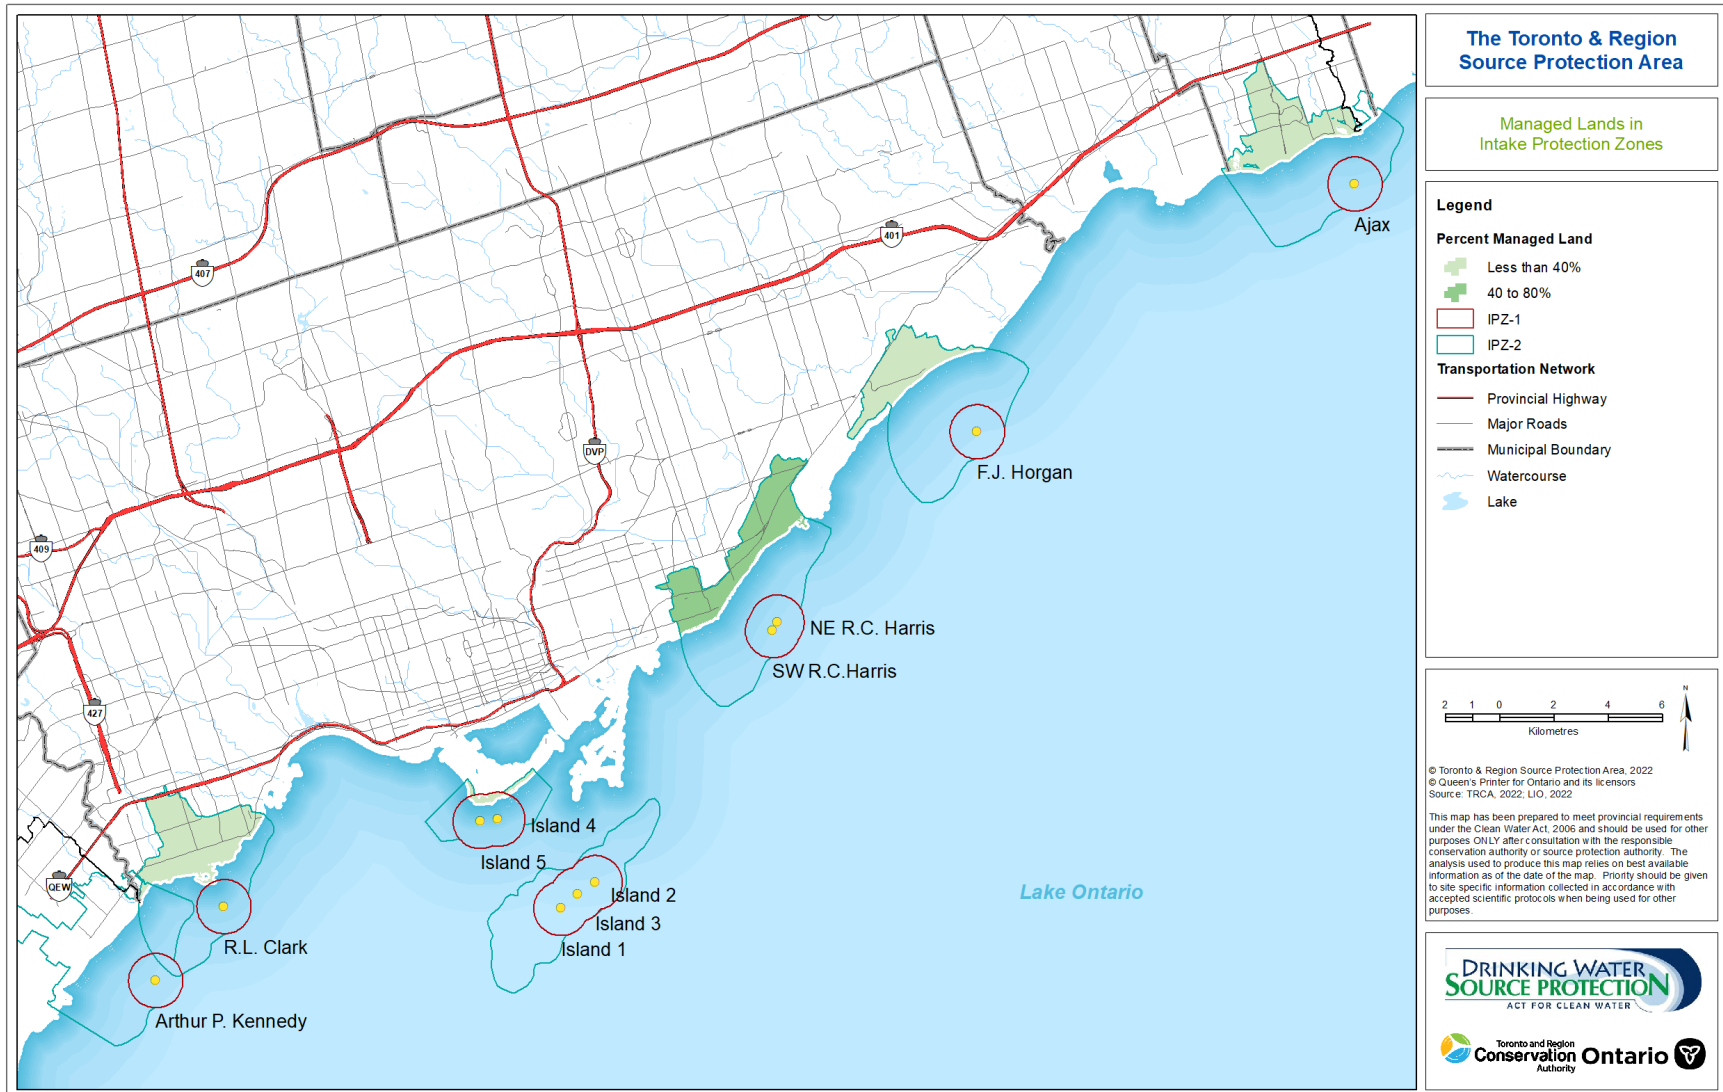 The Toronto & Region
Source Protection Area
Managed Lands in
Intake Protection Zones
Legend
Percent Managed Land
Less than 40%
40 to 80%
IPZ-1
IPZ-2
Transportation Network
Provincial Highway
Major Roads
Municipal Boundary
Watercourse
Lake
401
407
DVP
409
427
QEW
Ajax
F.J. Horgan
NE R.C. Harris
SW R.C.Harris
Island 4
Island 5
Island 2
Island 3
Island 1
R.L. Clark
Arthur P. Kennedy
Lake Ontario
N
2 1 0 2 4 6
Kilometres
© Toronto & Region Source Protection Area, 2022
© Queen's Printer for Ontario and its licensors
Source: TRCA, 2022; LIO, 2022
This map has been prepared to meet provincial requirements
under the Clean Water Act, 2006 and should be used for other
purposes ONLY after consultation with the responsible
conservation authority or source protection authority. The
analysis used to produce this map relies on best available
information as of the date of the map. Priority should be given
to site specific information collected in accordance with
accepted scientific protocols when being used for other
purposes.
DRINKING WATER
SOURCE PROTECTION
ACT FOR CLEAN WATER
Toronto and Region
Conservation
Authority
Ontario